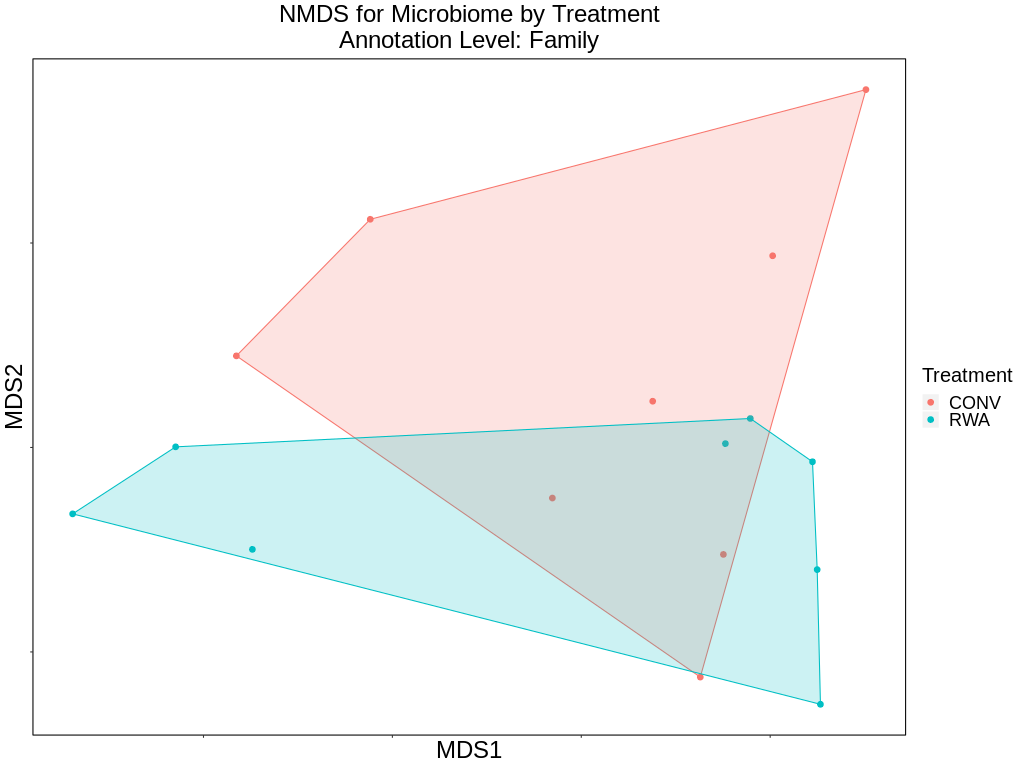 NMDS for Microbiome by Treatment
Annotation Level: Family
MDS2
Treatment
CONV
RWA
MDS1